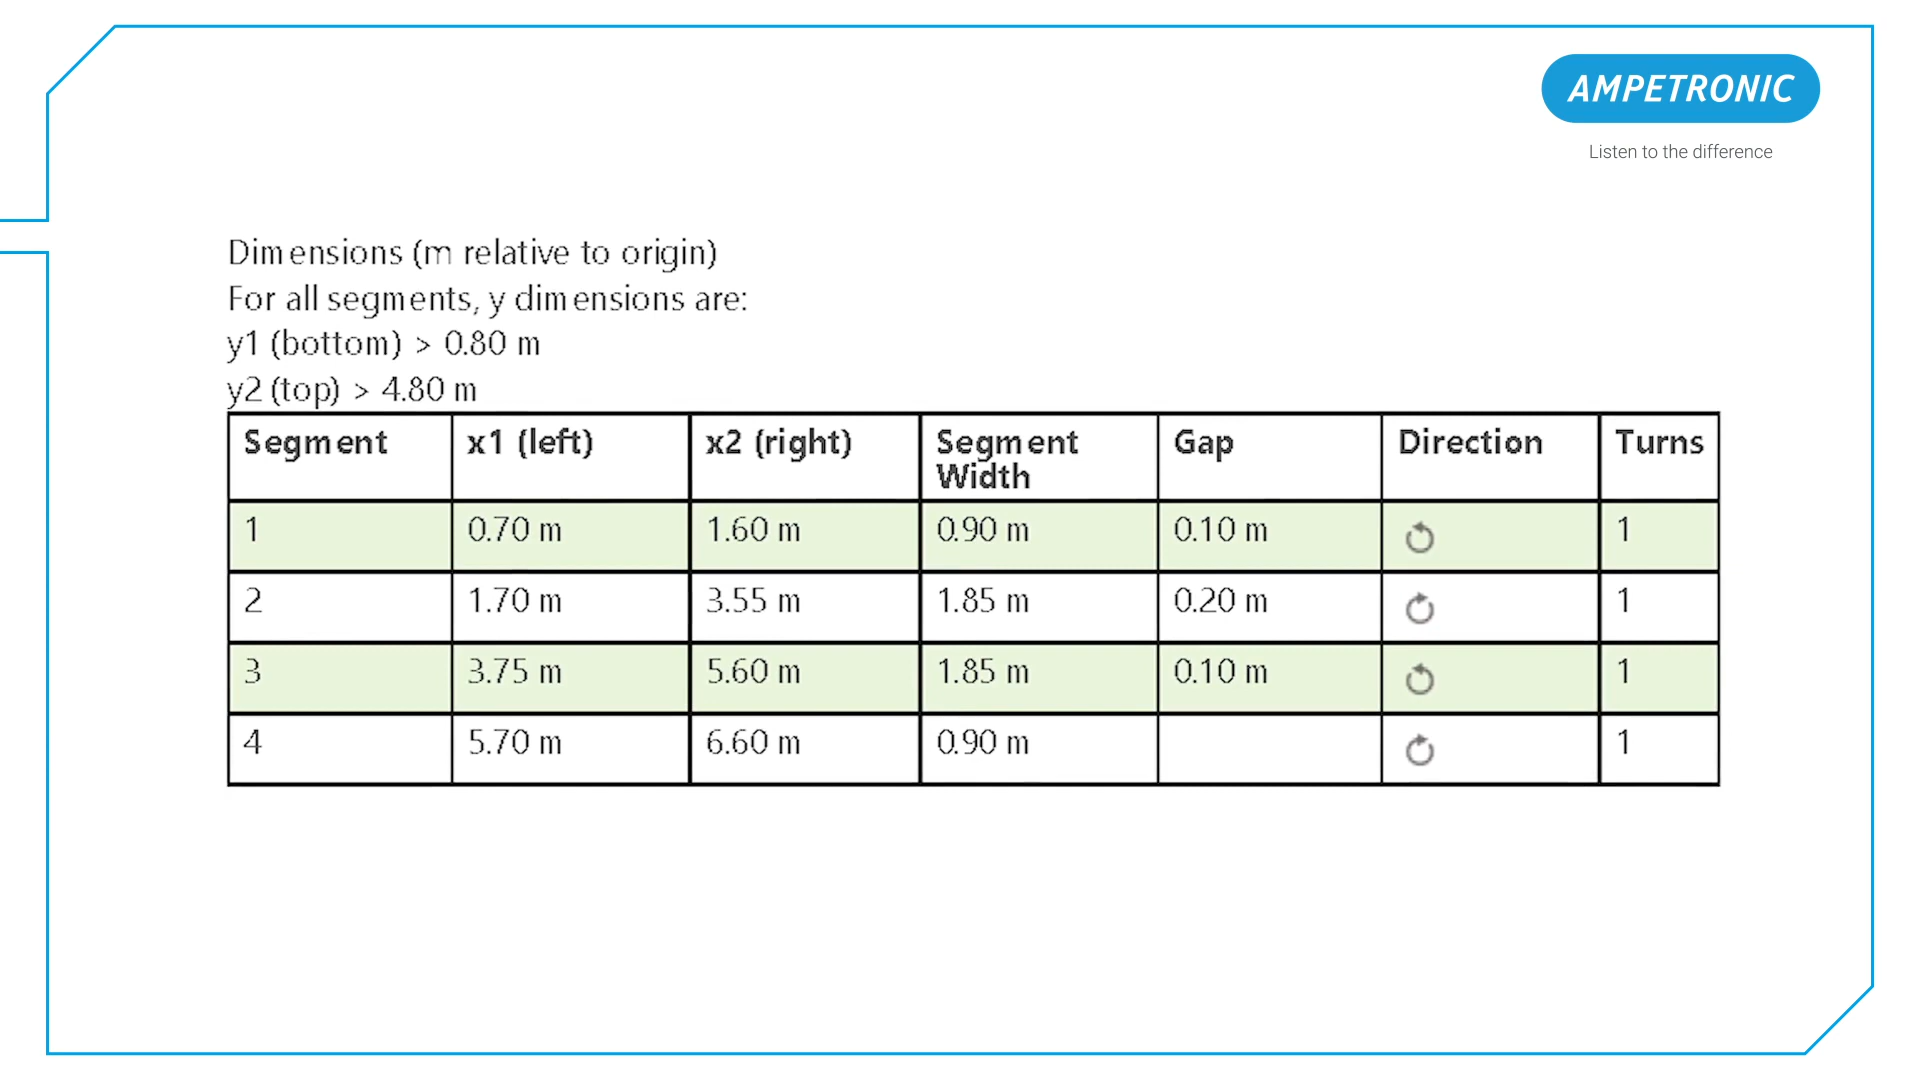 AMPETRONIC
Listen to the difference
Dimensions (m relative to origin)
For all segments, y dimensions are:
y1 (bottom) > 0.80 m
y2 (top) > 4.80 m
Segment x1 (left) x2 (right) Segment Width Gap Direction Turns
1 0.70 m 1.60 m 0.90 m 0.10 m ↺ 1
2 1.70 m 3.55 m 1.85 m 0.20 m ↻ 1
3 3.75 m 5.60 m 1.85 m 0.10 m ↺ 1
4 5.70 m 6.60 m 0.90 m ↻ 1